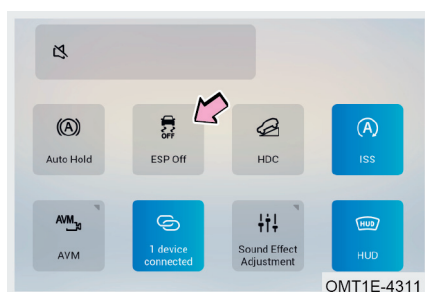 (A)
OFF
A
Auto Hold
ESP Off
HDC
ISS
AVM
HUD
AVM
1 device
connected
Sound Effect
Adjustment
HUD
OMT1E-4311